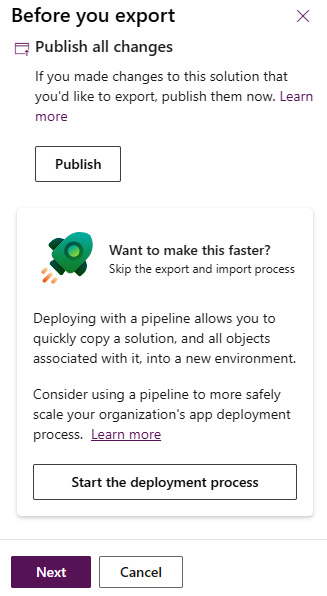 Before you export
Publish all changes
If you made changes to this solution that
you'd like to export, publish them now. Learn
more
Publish
Want to make this faster?
Skip the export and import process
Deploying with a pipeline allows you to
quickly copy a solution, and all objects
associated with it, into a new environment.
Consider using a pipeline to more safely
scale your organization's app deployment
process. Learn more
Start the deployment process
Next
Cancel